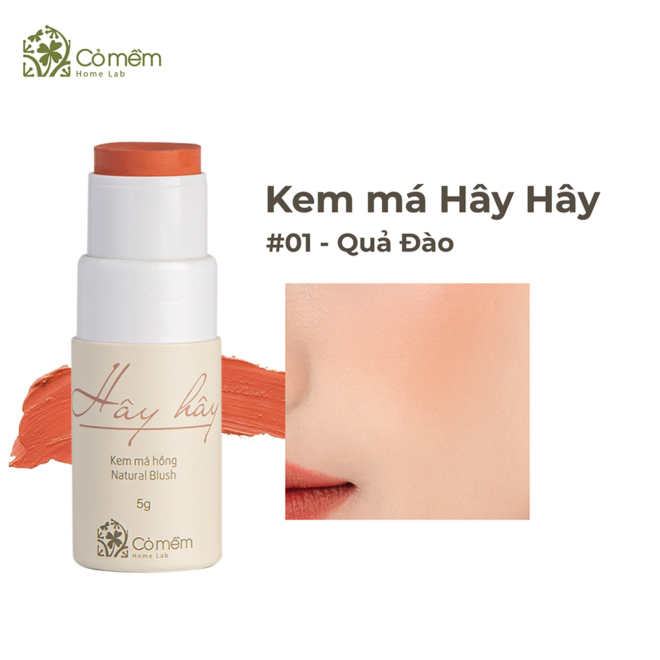 Cỏ mềm
Home Lab
Kem má Hây Hây
#01 - Quả Đào
Hây hây
Kem má hồng
Natural Blush
5g
Cỏ mềm
Home Lab